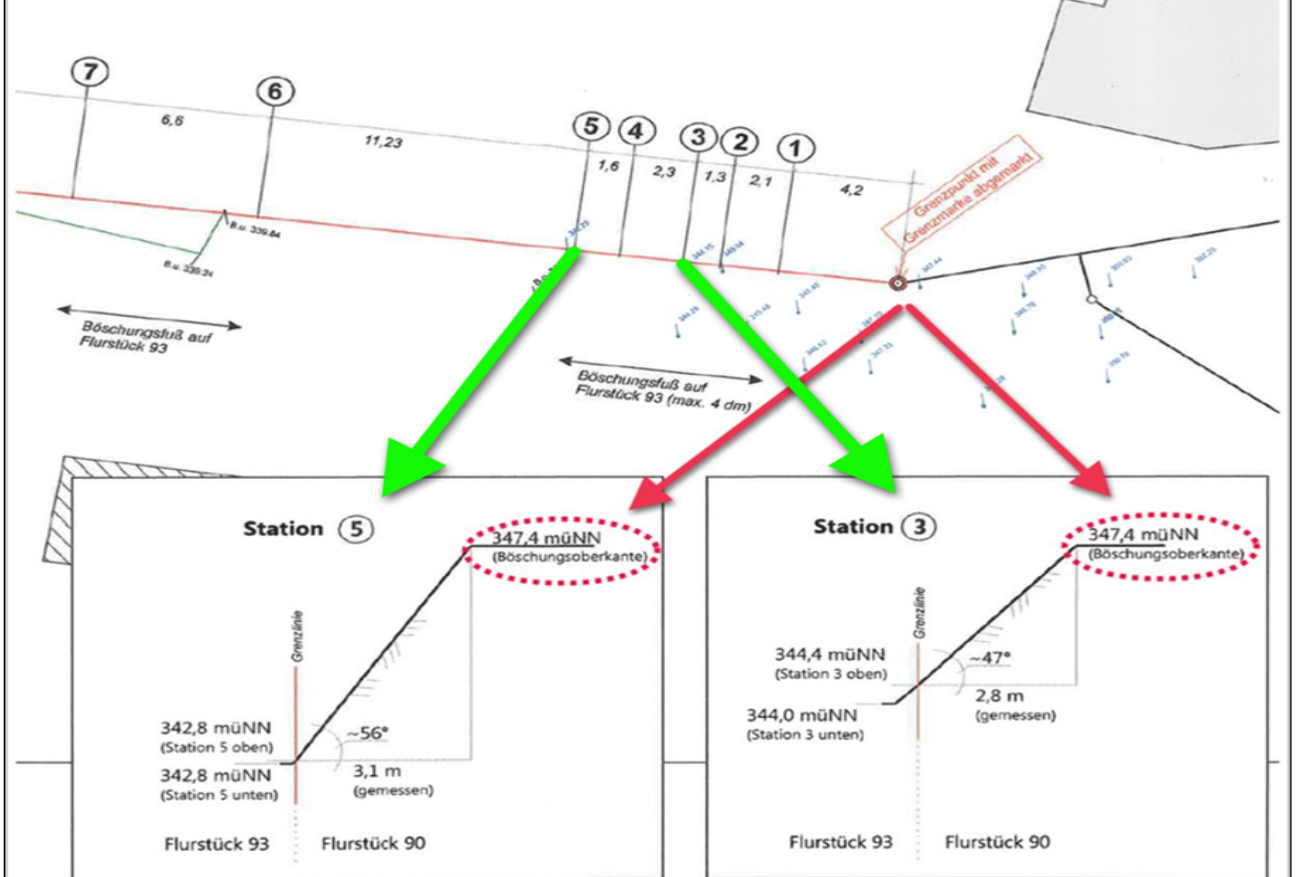 7
6
5
4
3
2
1
6,6
11,23
1,6
2,3
1,3
2,1
4,2
Grenzpunkt mit
Grenzmarke abgemarkt
B.u. 339.84
B.u. 339.24
347.44
Böschungsfuß auf
Flurstück 93
Böschungsfuß auf
Flurstück 93 (max. 4 dm)
Station 5
347,4 müNN
(Böschungsoberkante)
Grenzlinie
342,8 müNN
(Station 5 oben)
~56°
342,8 müNN
(Station 5 unten)
3,1 m
(gemessen)
Flurstück 93
Flurstück 90
Station 3
347,4 müNN
(Böschungsoberkante)
Grenzlinie
344,4 müNN
(Station 3 oben)
~47°
2,8 m
(gemessen)
344,0 müNN
(Station 3 unten)
Flurstück 93
Flurstück 90